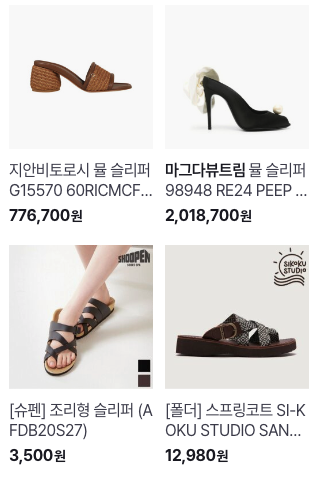 지안비토로시 뮬 슬리퍼
G15570 60RICMCF...
776,700원
마그다뷰트림 뮬 슬리퍼
98948 RE24 PEEP ...
2,018,700원
SHOOPEN
SIKOKU
STUDIO
[슈펜] 조리형 슬리퍼 (A
FDB20S27)
3,500원
[폴더] 스프링코트 SI-K
OKU STUDIO SAN...
12,980원